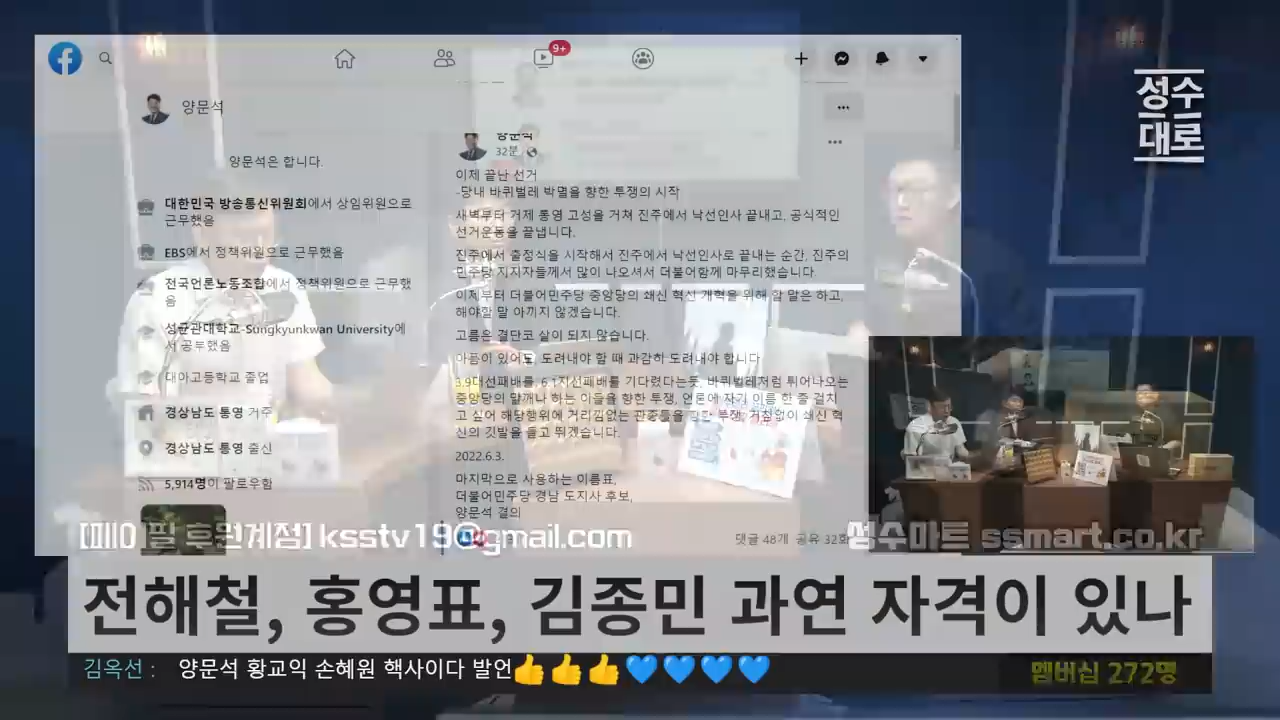 9+
성수
대로
양문석
양문석은 합니다.
대한민국 방송통신위원회에서 상임위원으로
근무했음
EBS에서 정책위원으로 근무했음
전국언론노동조합에서 정책위원으로 근무했
음
성균관대학교-Sungkyunkwan University에
서 공부했음
대아고등학교 졸업
경상남도 통영 거주
경상남도 통영 출신
5,914명이 팔로우함
양문석
32분
이제 끝난 선거
-당내 바퀴벌레 박멸을 향한 투쟁의 시작
새벽부터 거제 통영 고성을 거쳐 진주에서 낙선인사 끝내고, 공식적인
선거운동을 끝냅니다.
진주에서 출정식을 시작해서 진주에서 낙선인사로 끝내는 순간, 진주의
민주당 지지자들께서 많이 나오셔서 더불어함께 마무리했습니다.
이제부터 더불어민주당 중앙당의 쇄신 혁신 개혁을 위해 할 말은 하고,
해야할 말 아끼지 않겠습니다.
고름은 결단코 살이 되지 않습니다.
아픔이 있어도 도려내야 할 때 과감히 도려내야 합니다
3.9대선패배를, 6.1지선패배를 기다렸다는듯, 바퀴벌레처럼 튀어나오는
중앙당의 말깨나 하는 이들을 향한 투쟁, 언론에 자기 이름 한 줄 걸치
고 싶어 해당행위에 거리낌없는 관종들을 향한 투쟁, 거침없이 쇄신 혁
신의 깃발을 들고 뛰겠습니다.
2022.6.3.
마지막으로 사용하는 이름표,
더불어민주당 경남 도지사 후보,
양문석 결의
댓글 48개 공유 32회
[페이팔 후원계점] ksstv19@gmail.com
성수마트 ssmart.co.kr
전해철, 홍영표, 김종민 과연 자격이 있나
김옥선 : 양문석 황교익 손혜원 핵사이다 발언👍👍👍💙💙💙💙
멤버십 272명